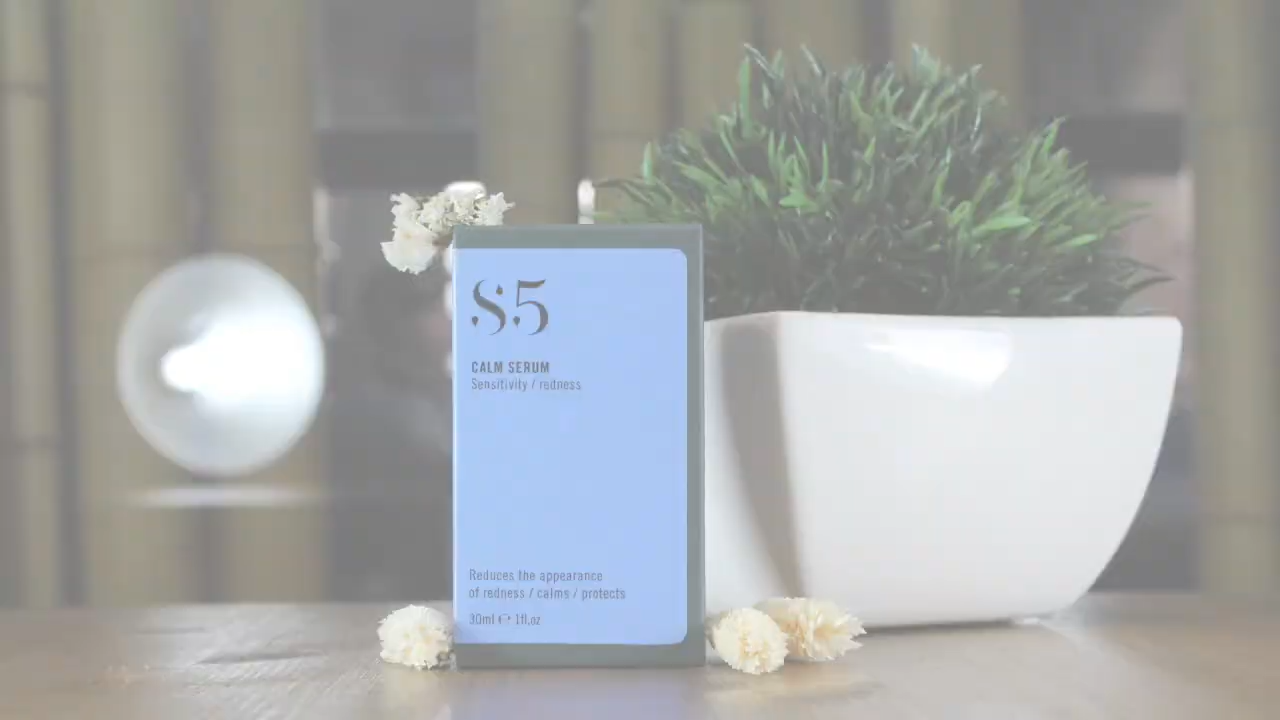 S5
CALM SERUM
Sensitivity / redness
Reduces the appearance
of redness / calms / protects
30ml ℮ 1fl.oz